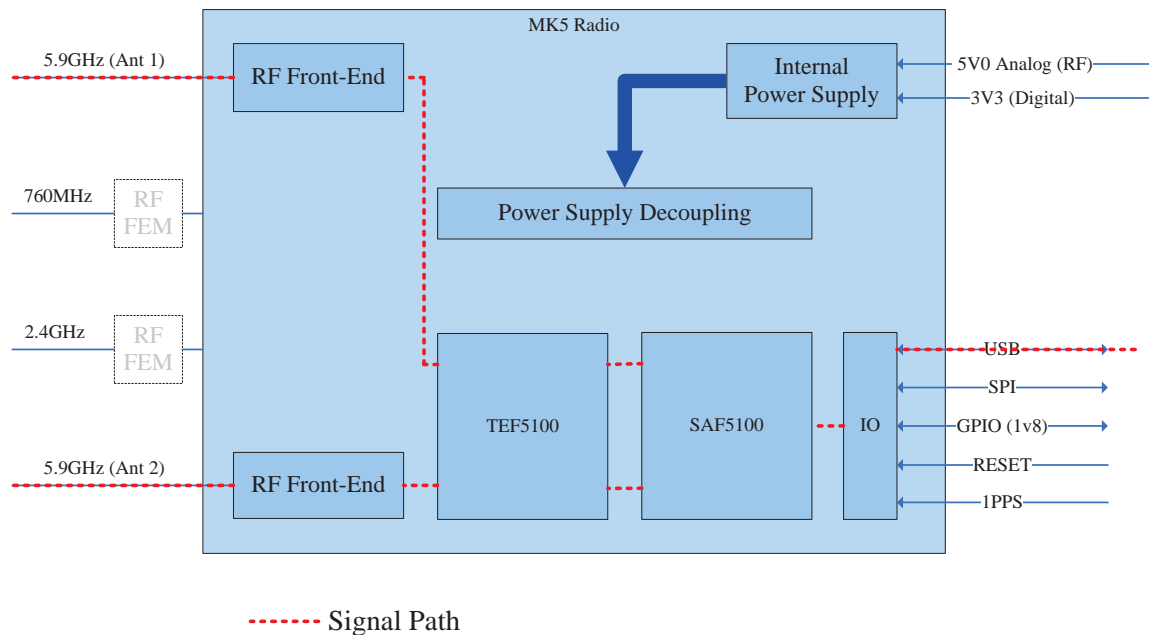 MK5 Radio
5.9GHz (Ant 1)
RF Front-End
Internal
Power Supply
5V0 Analog (RF)
3V3 (Digital)
760MHz
RF
FEM
Power Supply Decoupling
2.4GHz
RF
FEM
TEF5100
SAF5100
IO
USB
SPI
GPIO (1v8)
RESET
1PPS
5.9GHz (Ant 2)
RF Front-End
Signal Path